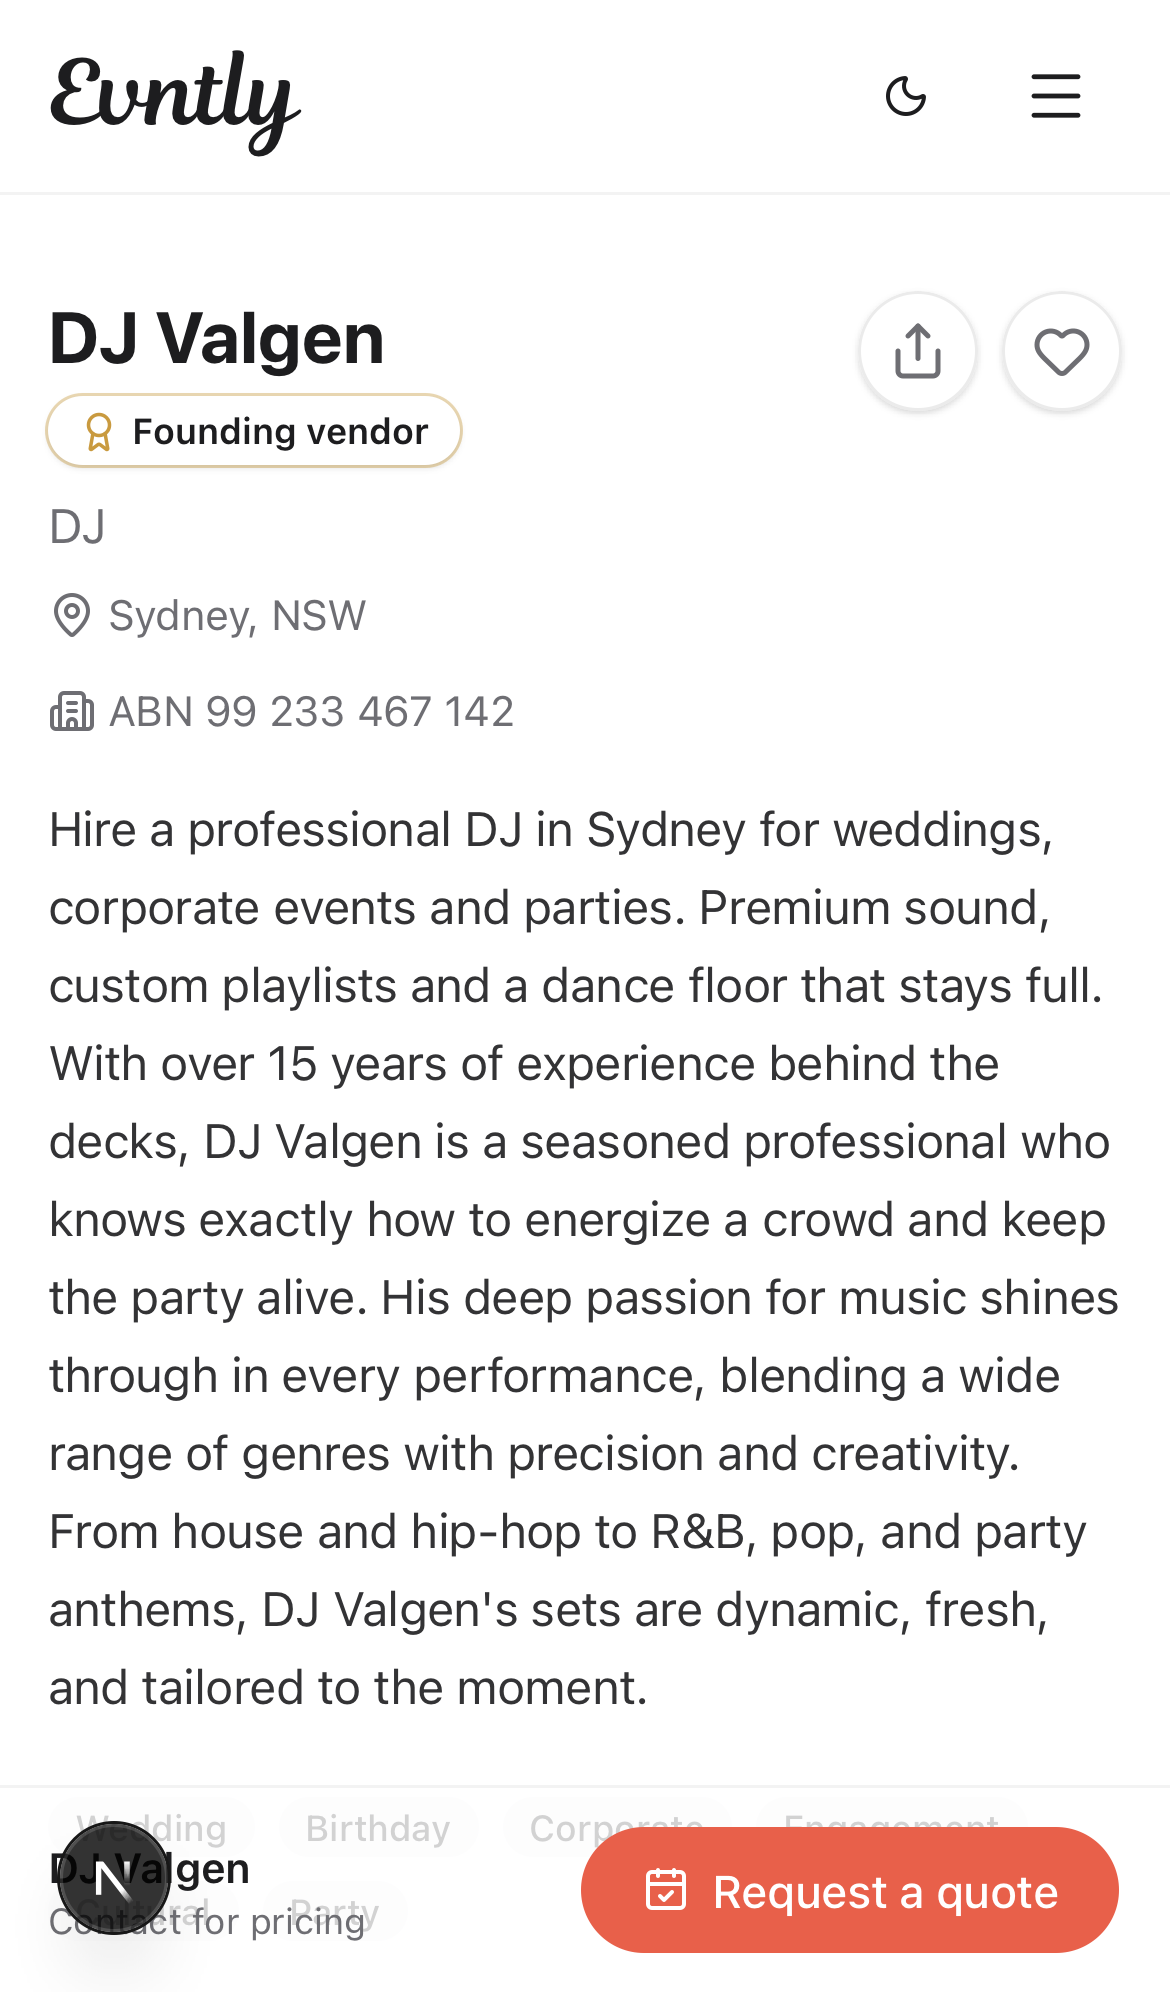 Evntly
DJ Valgen
Founding vendor
DJ
Sydney, NSW
ABN 99 233 467 142
Hire a professional DJ in Sydney for weddings,
corporate events and parties. Premium sound,
custom playlists and a dance floor that stays full.
With over 15 years of experience behind the
decks, DJ Valgen is a seasoned professional who
knows exactly how to energize a crowd and keep
the party alive. His deep passion for music shines
through in every performance, blending a wide
range of genres with precision and creativity.
From house and hip-hop to R&B, pop, and party
anthems, DJ Valgen's sets are dynamic, fresh,
and tailored to the moment.
Wedding Birthday Corporate Engagement
DJ Valgen
N
Cultural Party
Contact for pricing
Request a quote